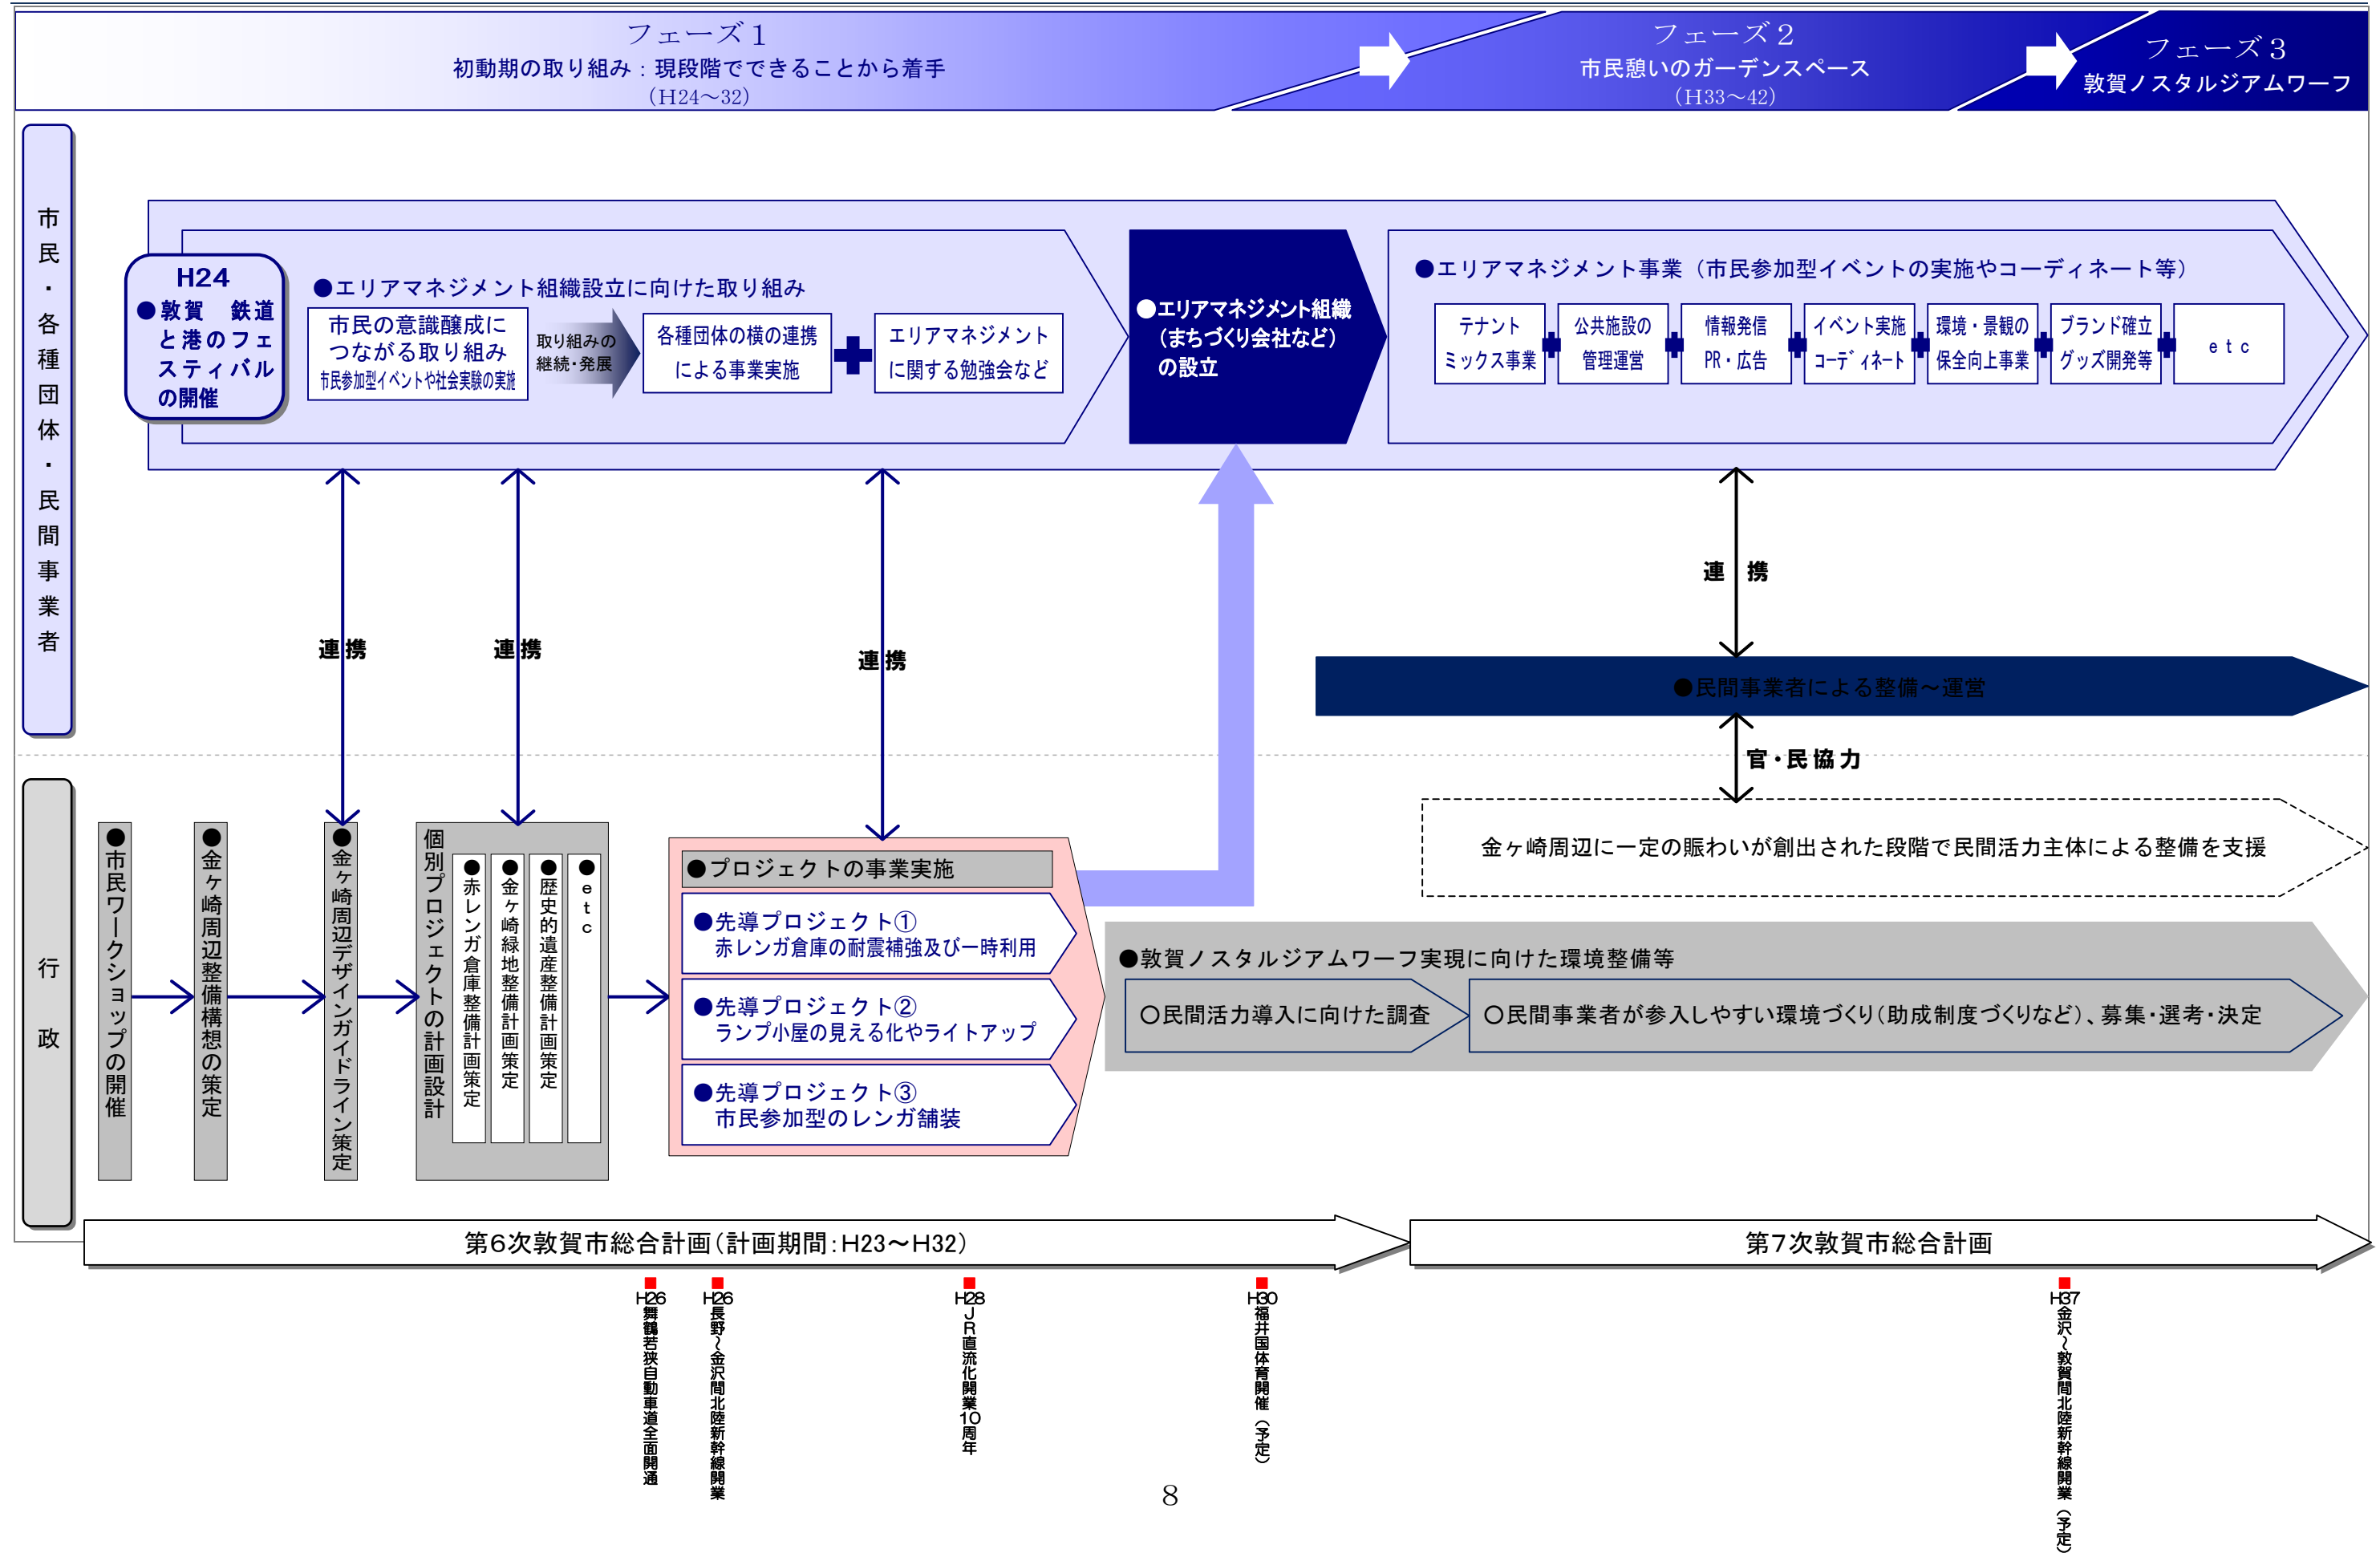 フェーズ１
初動期の取り組み：現段階でできることから着手
（H24～32）
フェーズ２
市民憩いのガーデンスペース
（H33～42）
フェーズ３
敦賀ノスタルジアムワーフ
市民・各種団体・民間事業者
H24
●敦賀　鉄道
と港のフェ
スティバル
の開催
●エリアマネジメント組織設立に向けた取り組み
市民の意識醸成に
つながる取り組み
市民参加型イベントや社会実験の実施
取り組みの
継続・発展
各種団体の横の連携
による事業実施
エリアマネジメント
に関する勉強会など
●エリアマネジメント組織
（まちづくり会社など）
の設立
●エリアマネジメント事業（市民参加型イベントの実施やコーディネート等）
テナント
ミックス事業
公共施設の
管理運営
情報発信
PR・広告
イベント実施
コーディネート
環境・景観の
保全向上事業
ブランド確立
グッズ開発等
ｅｔｃ
連携
連携
連携
連　携
●民間事業者による整備～運営
官・民協力
行政
●市民ワークショップの開催
●金ヶ崎周辺整備構想の策定
●金ヶ崎周辺デザインガイドライン策定
個別プロジェクトの計画設計
●赤レンガ倉庫整備計画策定
●金ヶ崎緑地整備計画策定
●歴史的遺産整備計画策定
●ｅｔｃ
●プロジェクトの事業実施
●先導プロジェクト①
赤レンガ倉庫の耐震補強及び一時利用
●先導プロジェクト②
ランプ小屋の見える化やライトアップ
●先導プロジェクト③
市民参加型のレンガ舗装
金ヶ崎周辺に一定の賑わいが創出された段階で民間活力主体による整備を支援
●敦賀ノスタルジアムワーフ実現に向けた環境整備等
○民間活力導入に向けた調査
○民間事業者が参入しやすい環境づくり（助成制度づくりなど）、募集・選考・決定
第６次敦賀市総合計画（計画期間：H23～H32）
第７次敦賀市総合計画
■
H26
舞鶴若狭自動車道全面開通
■
H26
長野～金沢間北陸新幹線開業
■
H28
ＪＲ直流化開業10周年
■
H30
福井国体育開催（予定）
■
H37
金沢～敦賀間北陸新幹線開業（予定）
8